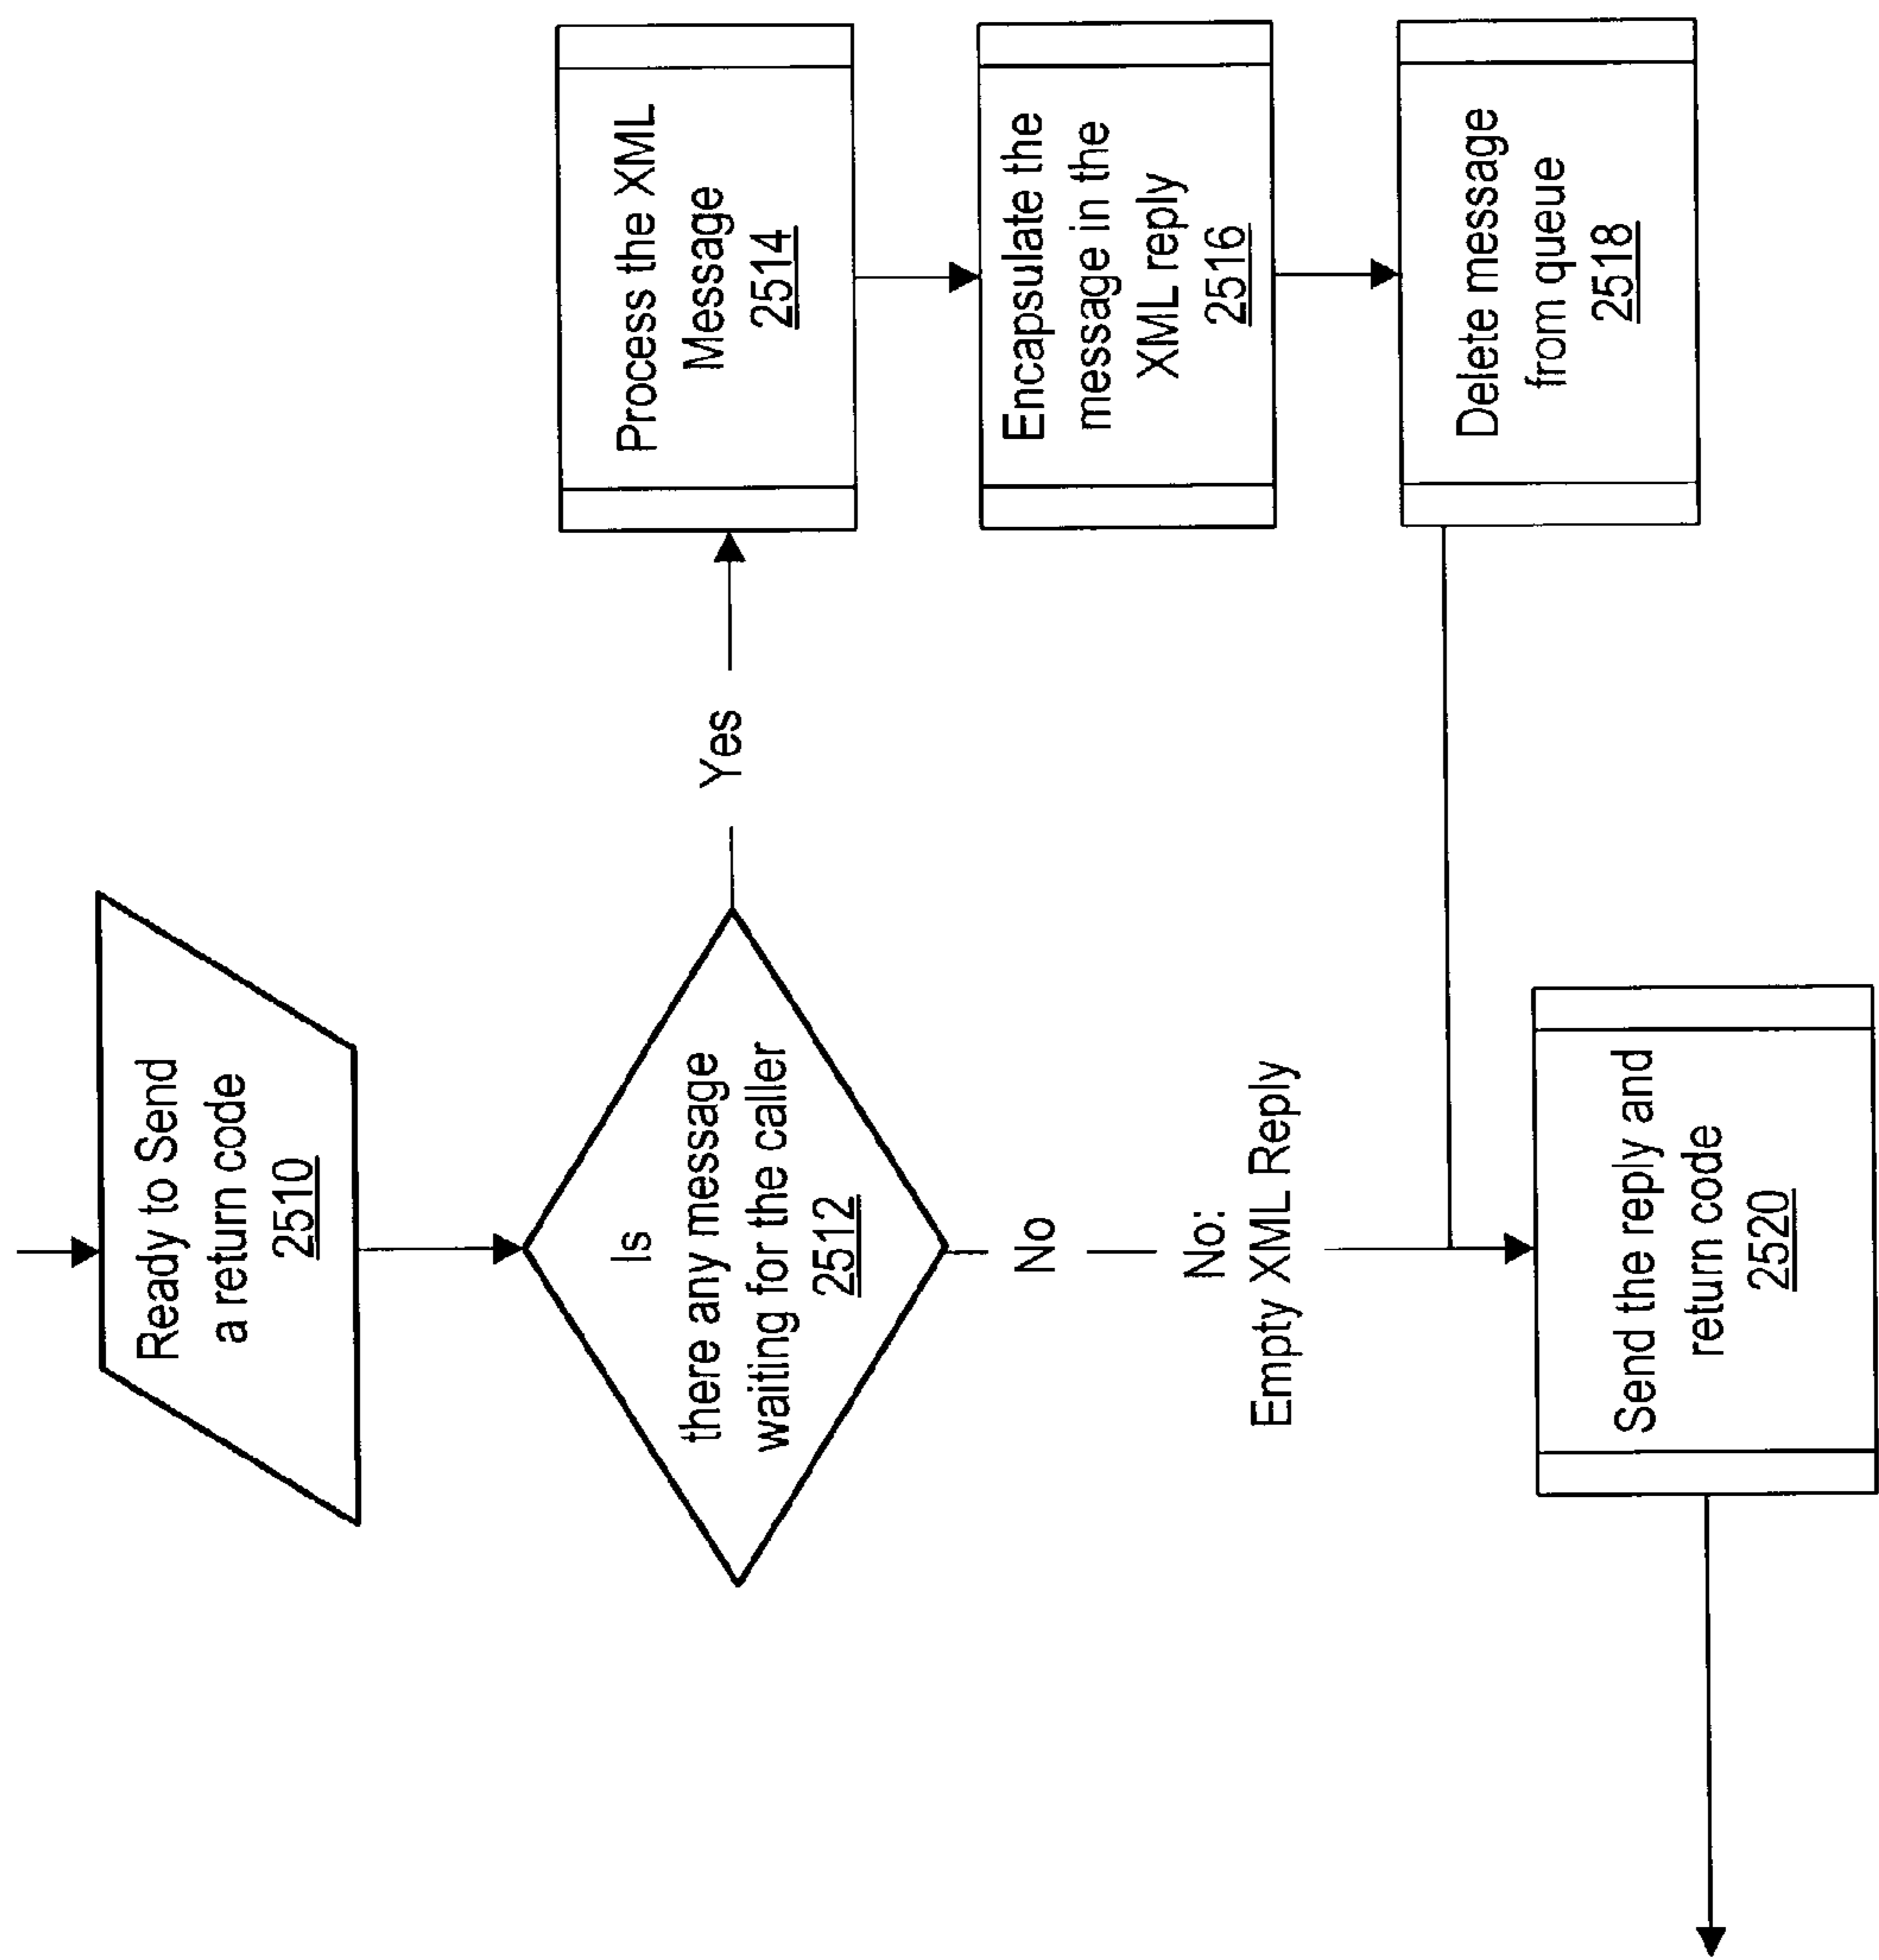 Ready to Send
a return code
2510
Is
there any message
waiting for the caller
2512
Yes
Process the XML
Message
2514
Encapsulate the
message in the
XML reply
2516
Delete message
from queue
2518
No
No:
Empty XML Reply
Send the reply and
return code
2520